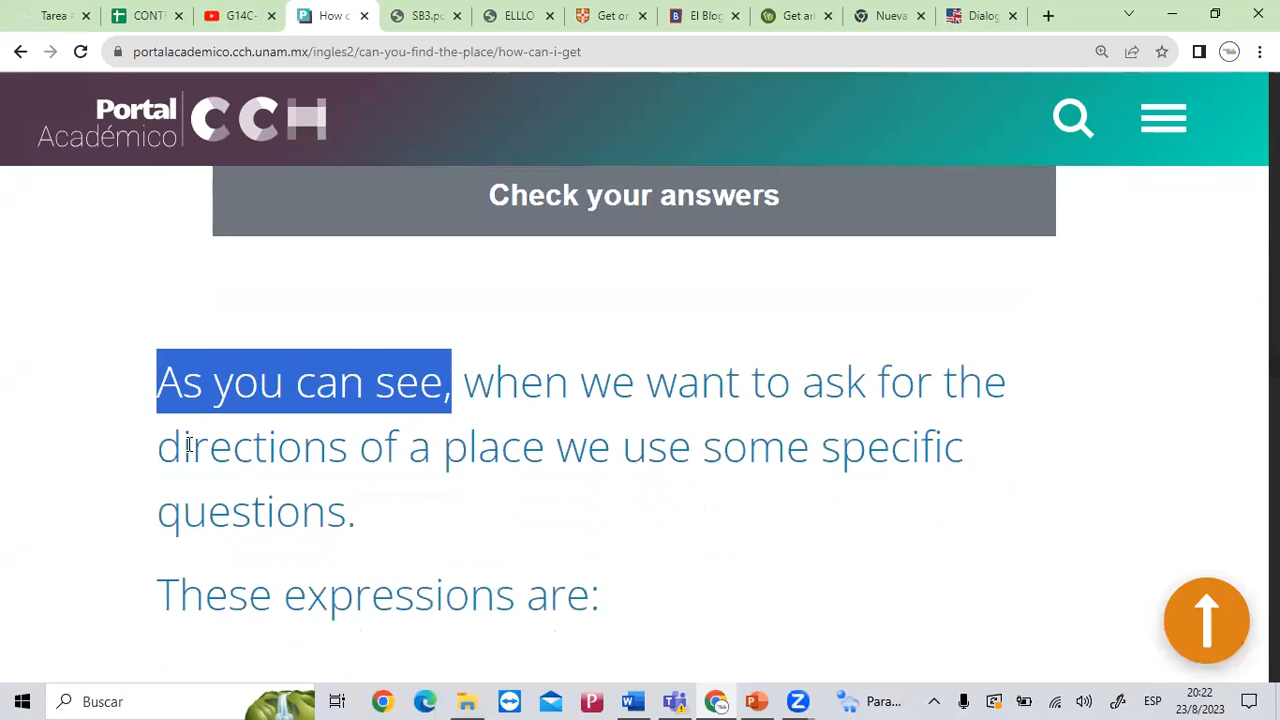 Tarea
CONT
G14C-
How c
SB3.pc
ELLLO
Get or
El Blog
Get an
Nueva
Dialog
portalacademico.cch.unam.mx/ingles2/can-you-find-the-place/how-can-i-get
Portal
Académico
CCH
Check your answers
As you can see, when we want to ask for the
directions of a place we use some specific
questions.
These expressions are:
Buscar
Para...
ESP
20:22
23/8/2023